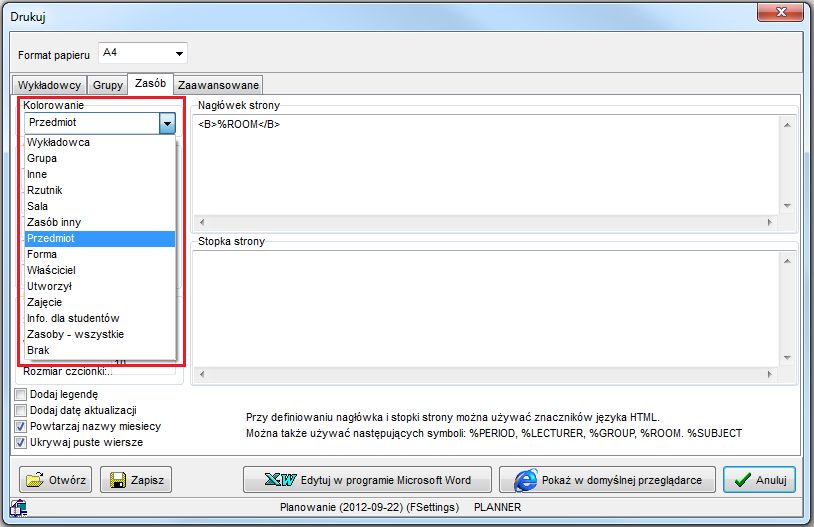 Drukuj
Format papieru A4
Wykładowcy Grupy Zasób Zaawansowane
Kolorowanie
Przedmiot
Wykładowca
Grupa
Inne
Rzutnik
Sala
Zasób inny
Przedmiot
Forma
Właściciel
Utworzył
Zajęcie
Info. dla studentów
Zasoby - wszystkie
Brak
Rozmiar czcionki:..
Nagłówek strony
<B>%ROOM</B>
Stopka strony
Dodaj legendę
Dodaj datę aktualizacji
Powtarzaj nazwy miesiecy
Ukrywaj puste wiersze
Przy definiowaniu nagłówka i stopki strony można używać znaczników języka HTML.
Można także używać następujących symboli: %PERIOD, %LECTURER, %GROUP, %ROOM. %SUBJECT
Otwórz Zapisz Edytuj w programie Microsoft Word Pokaż w domyślnej przeglądarce Anuluj
Planowanie (2012-09-22) (FSettings) PLANNER